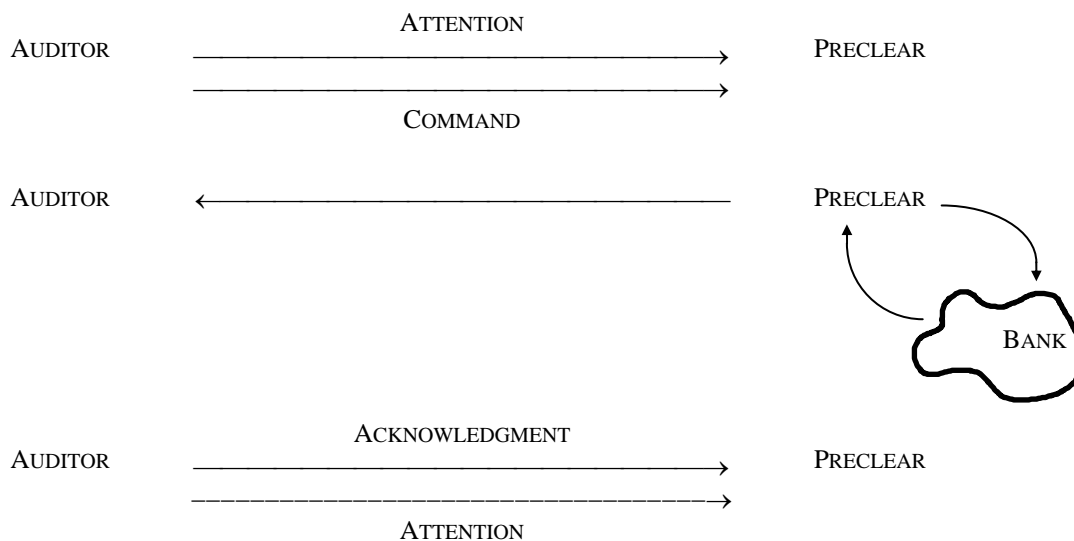 ATTENTION
AUDITOR PRECLEAR
COMMAND
AUDITOR PRECLEAR
BANK
ACKNOWLEDGMENT
AUDITOR PRECLEAR
ATTENTION